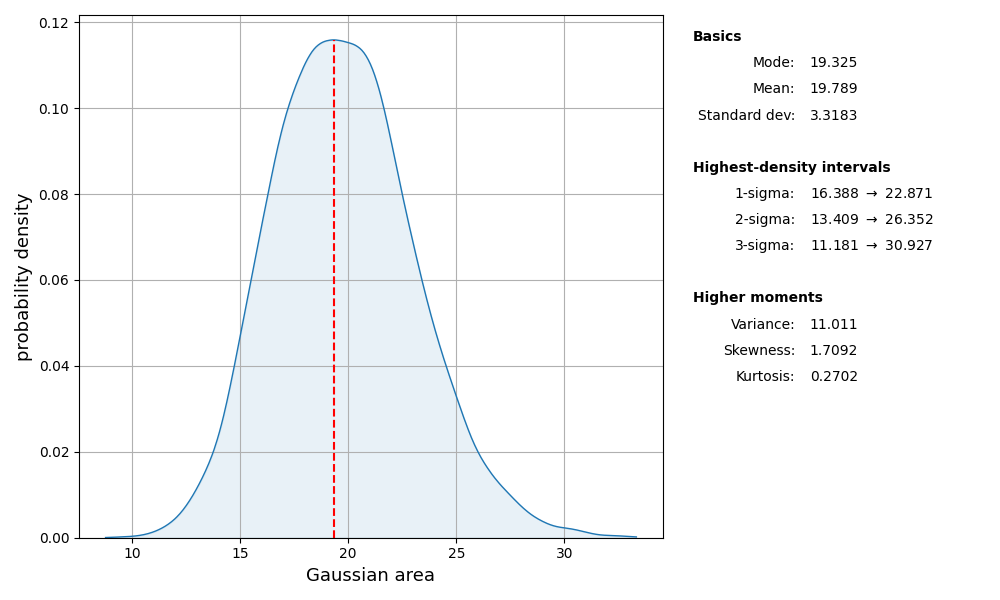 0.12
0.10
0.08
0.06
0.04
0.02
0.00
probability density
10 15 20 25 30
Gaussian area
Basics
Mode: 19.325
Mean: 19.789
Standard dev: 3.3183
Highest-density intervals
1-sigma: 16.388 → 22.871
2-sigma: 13.409 → 26.352
3-sigma: 11.181 → 30.927
Higher moments
Variance: 11.011
Skewness: 1.7092
Kurtosis: 0.2702